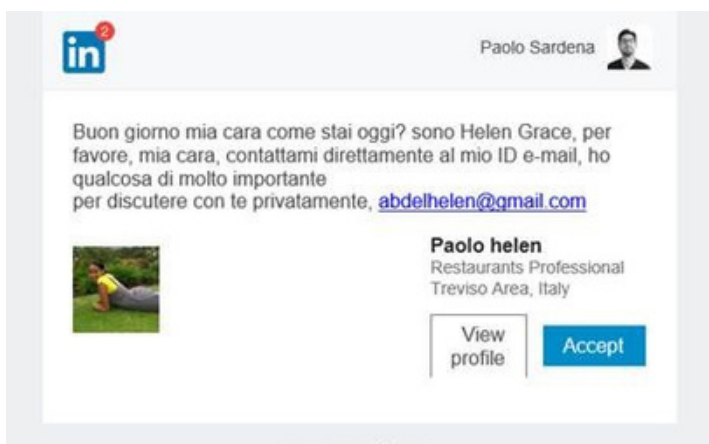 in 2
Paolo Sardena
Buon giorno mia cara come stai oggi? sono Helen Grace, per
favore, mia cara, contattami direttamente al mio ID e-mail, ho
qualcosa di molto importante
per discutere con te privatamente, abdelhelen@gmail.com
Paolo helen
Restaurants Professional
Treviso Area, Italy
View
profile
Accept